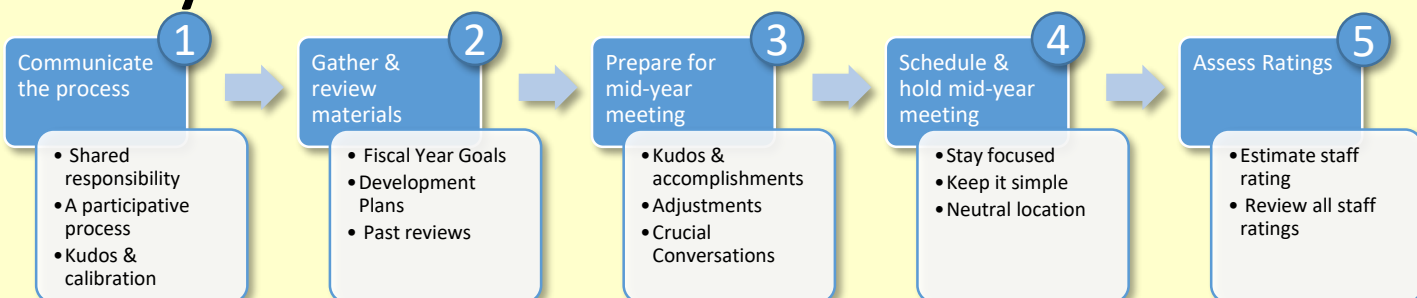 1
Communicate
the process
• Shared
responsibility
•A participative
process
•Kudos &
calibration
2
Gather &
review
materials
• Fiscal Year Goals
•Development
Plans
• Past reviews
3
Prepare for
mid-year
meeting
•Kudos &
accomplishments
•Adjustments
•Crucial
Conversations
4
Schedule &
hold mid-year
meeting
•Stay focused
•Keep it simple
•Neutral location
5
Assess Ratings
•Estimate staff
rating
• Review all staff
ratings